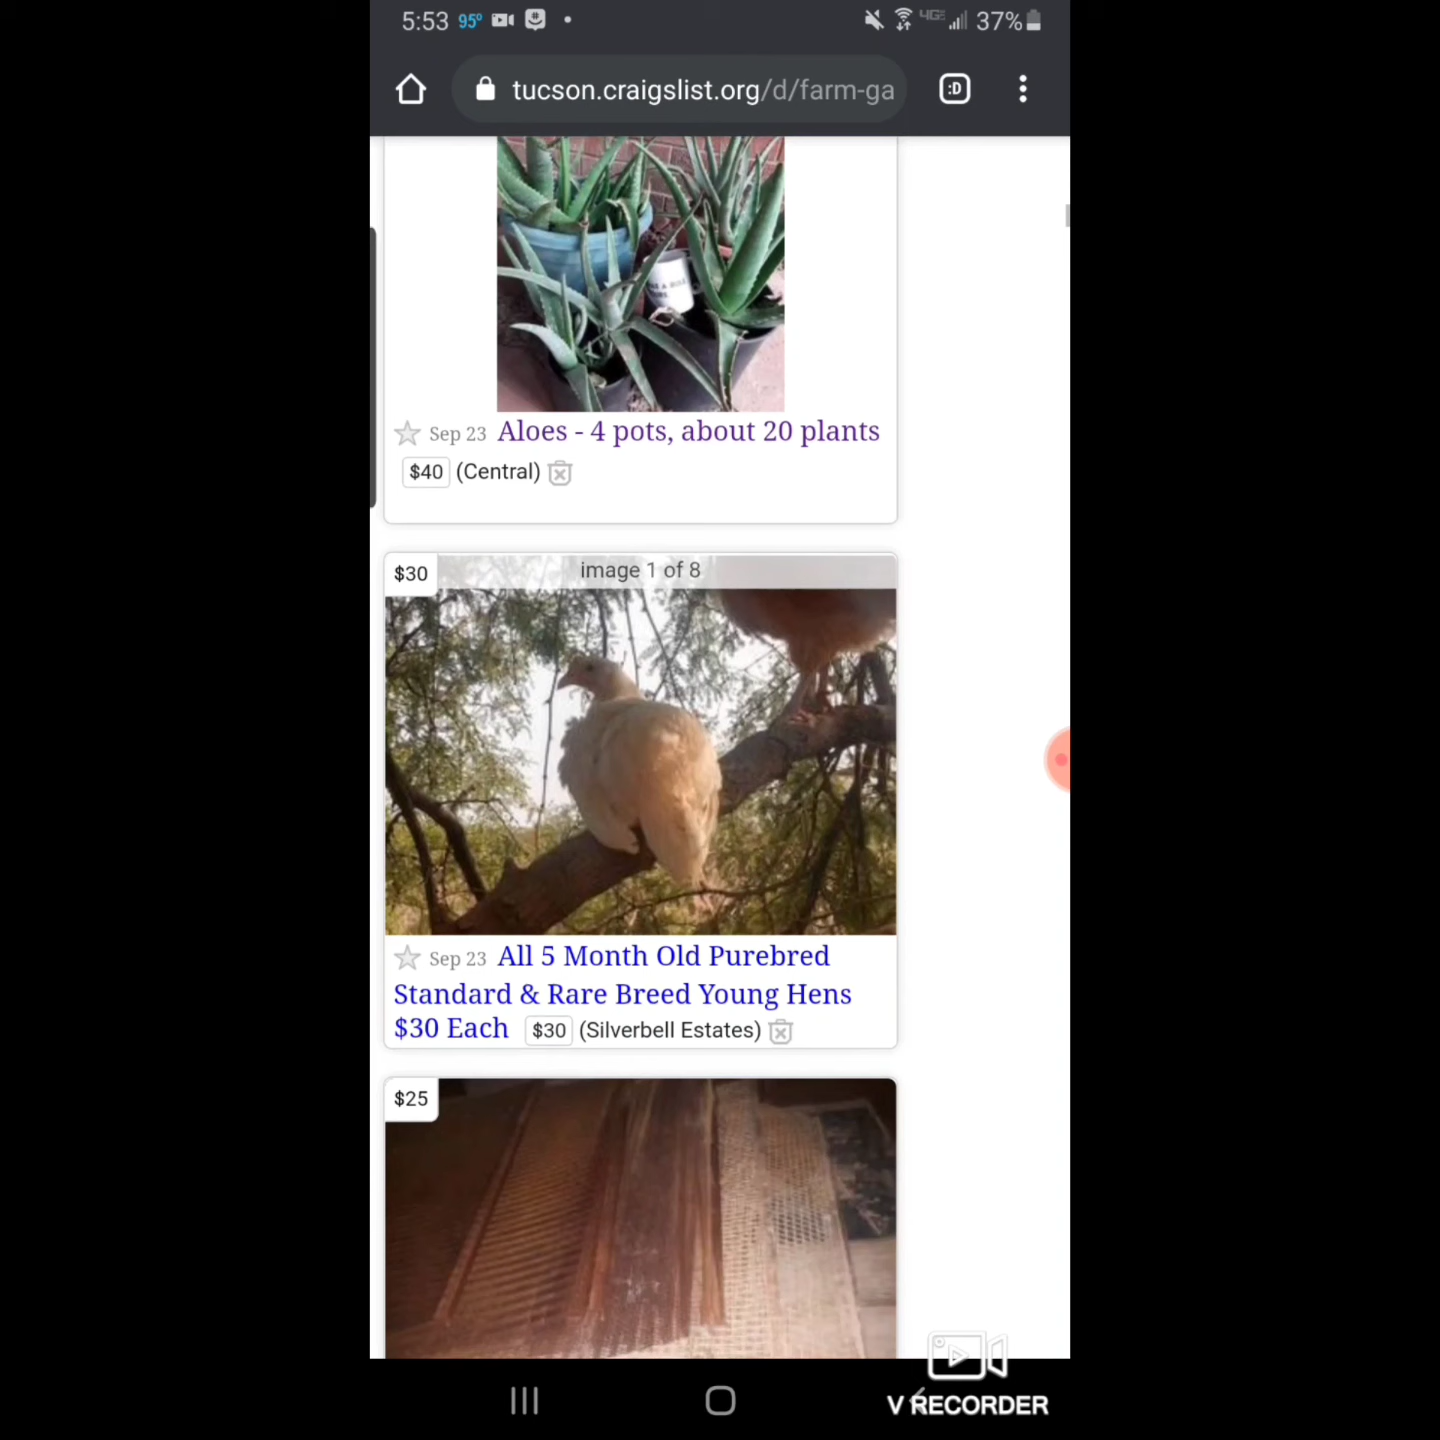 5:53 95° 4GE 37%
tucson.craigslist.org/d/farm-ga
:D
Sep 23 Aloes - 4 pots, about 20 plants
$40 (Central)
$30
image 1 of 8
Sep 23 All 5 Month Old Purebred
Standard & Rare Breed Young Hens
$30 Each $30 (Silverbell Estates)
$25
V RECORDER